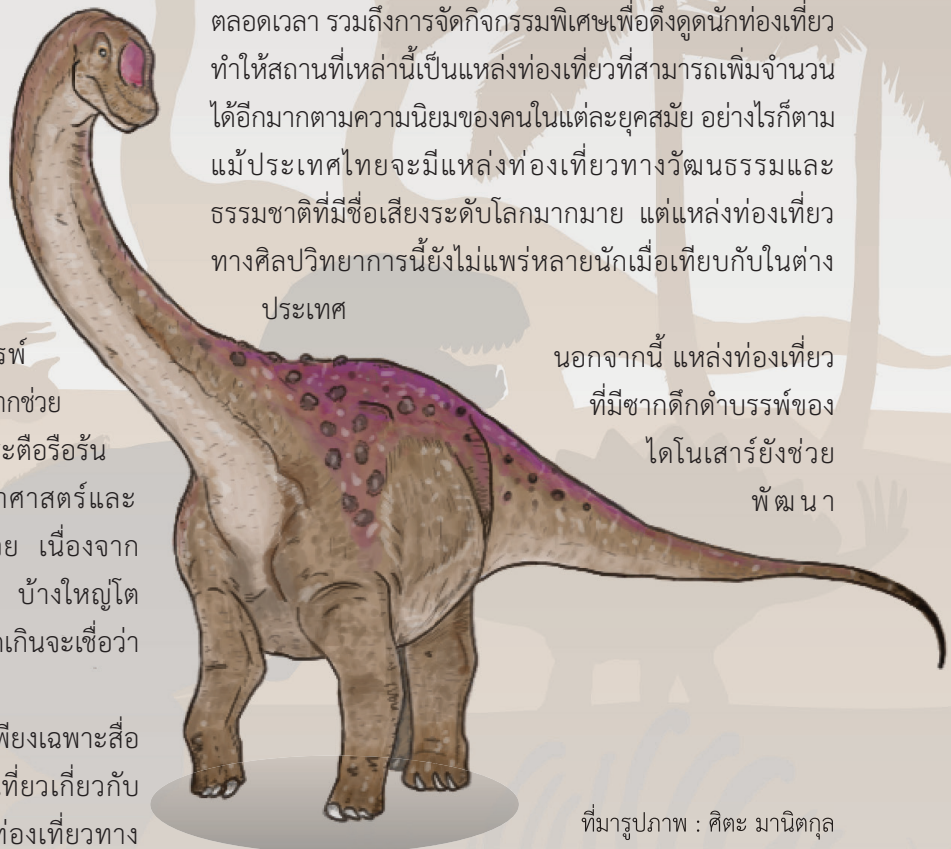 ตลอดเวลา รวมถึงการจัดกิจกรรมพิเศษเพื่อดึงดูดนักท่องเที่ยว
ทำให้สถานที่เหล่านี้เป็นแหล่งท่องเที่ยวที่สามารถเพิ่มจำนวน
ได้อีกมากตามความนิยมของคนในแต่ละยุคสมัย อย่างไรก็ตาม
แม้ประเทศไทยจะมีแหล่งท่องเที่ยวทางวัฒนธรรมและ
ธรรมชาติที่มีชื่อเสียงระดับโลกมากมาย แต่แหล่งท่องเที่ยว
ทางศิลปวิทยาการนี้ยังไม่แพร่หลายนักเมื่อเทียบกับในต่าง
ประเทศ
นอกจากนี้ แหล่งท่องเที่ยว
ที่มีซากดึกดำบรรพ์ของ
ไดโนเสาร์ยังช่วย
พัฒนา
รพ์
ากช่วย
ะตือรือร้น
าศาสตร์และ
วย เนื่องจาก
บ้างใหญ่โต
กเกินจะเชื่อว่า
พียงเฉพาะสื่อ
เที่ยวเกี่ยวกับ
ท่องเที่ยวทาง
ที่มารูปภาพ : ศิตะ มานิตกุล